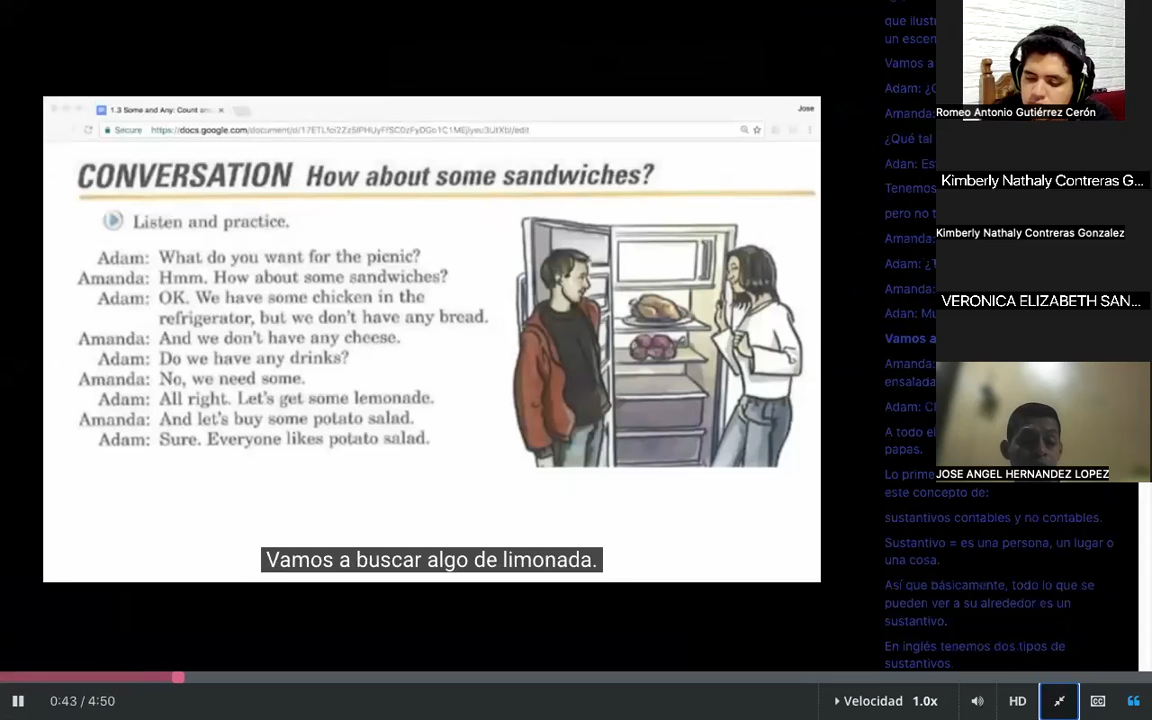 1.3 Some and Any: Count an
Jose
Secure
CONVERSATION How about some sandwiches?
Listen and practice.
Adam: What do you want for the picnic?
Amanda: Hmm. How about some sandwiches?
Adam: OK. We have some chicken in the
refrigerator, but we don't have any bread.
Amanda: And we don't have any cheese.
Adam: Do we have any drinks?
Amanda: No, we need some.
Adam: All right. Let's get some lemonade.
Amanda: And let's buy some potato salad.
Adam: Sure. Everyone likes potato salad.
Vamos a buscar algo de limonada.
que ilust
un escen
Vamos a
Adam: ¿
Amanda:
¿Qué tal
Adan: Es
Tenemos
pero no t
Amanda:
Adam: ¿
Amanda:
Adan: Mu
Vamos a
Amanda:
ensalada
Adam: C
A todo el
papas.
Lo prime
este concepto de:
sustantivos contables y no contables.
Sustantivo = es una persona, un lugar o
una cosa.
Así que básicamente, todo lo que se
pueden ver a su alrededor es un
sustantivo.
En inglés tenemos dos tipos de
sustantivos.
Romeo Antonio Gutiérrez Cerón
Kimberly Nathaly Contreras G...
Kimberly Nathaly Contreras Gonzalez
VERONICA ELIZABETH SAN...
JOSE ANGEL HERNANDEZ LOPEZ
0:43 / 4:50
Velocidad 1.0x
HD
CC